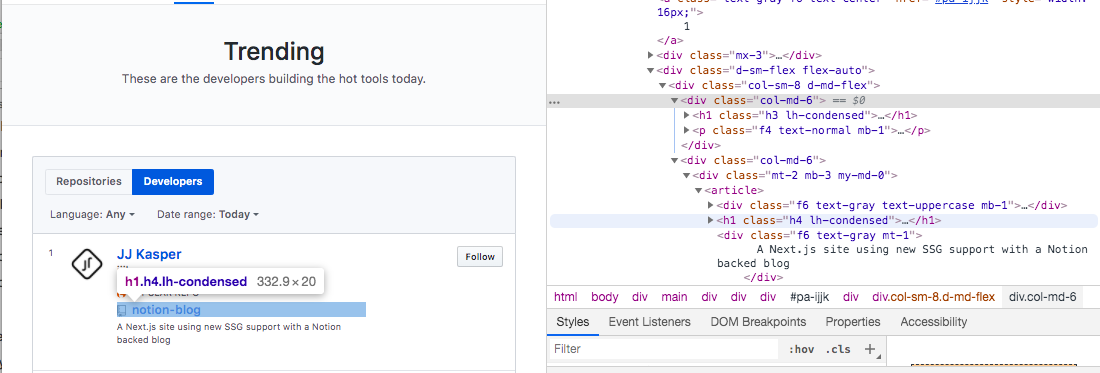 Trending
These are the developers building the hot tools today.
Repositories
Developers
Language: Any
Date range: Today
1
JJ Kasper
Follow
h1.h4.lh-condensed 332.9 × 20
notion-blog
A Next.js site using new SSG support with a Notion
backed blog
16px;">
1
</a>
<div class="mx-3">…</div>
<div class="d-sm-flex flex-auto">
<div class="col-sm-8 d-md-flex">
… <div class="col-md-6"> == $0
<h1 class="h3 lh-condensed">…</h1>
<p class="f4 text-normal mb-1">…</p>
</div>
<div class="col-md-6">
<div class="mt-2 mb-3 my-md-0">
<article>
<div class="f6 text-gray text-uppercase mb-1">…</div>
<h1 class="h4 lh-condensed">…</h1>
<div class="f6 text-gray mt-1">
A Next.js site using new SSG support with a Notion
backed blog
</div>
html body div main div div div #pa-ijjk div div.col-sm-8.d-md-flex div.col-md-6
Styles Event Listeners DOM Breakpoints Properties Accessibility
Filter :hov .cls +